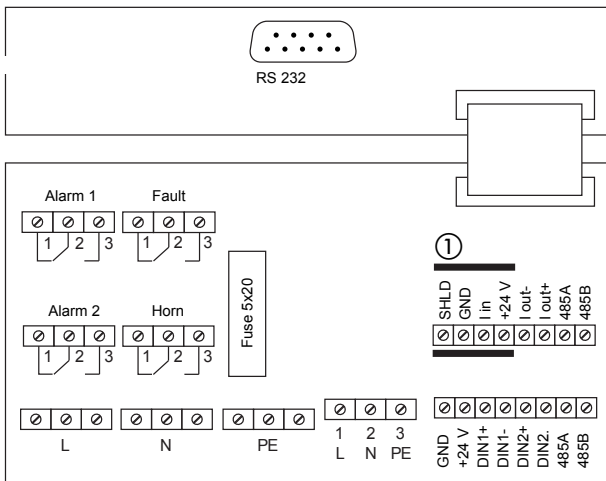 RS 232
Alarm 1 Fault
1 2 3 1 2 3
①
SHLD
GND
I in
+24 V
I out-
I out+
485A
485B
Fuse 5x20
Alarm 2 Horn
1 2 3 1 2 3
L N PE
1 2 3
L N PE
GND
+24 V
DIN1+
DIN1-
DIN2+
DIN2.
485A
485B